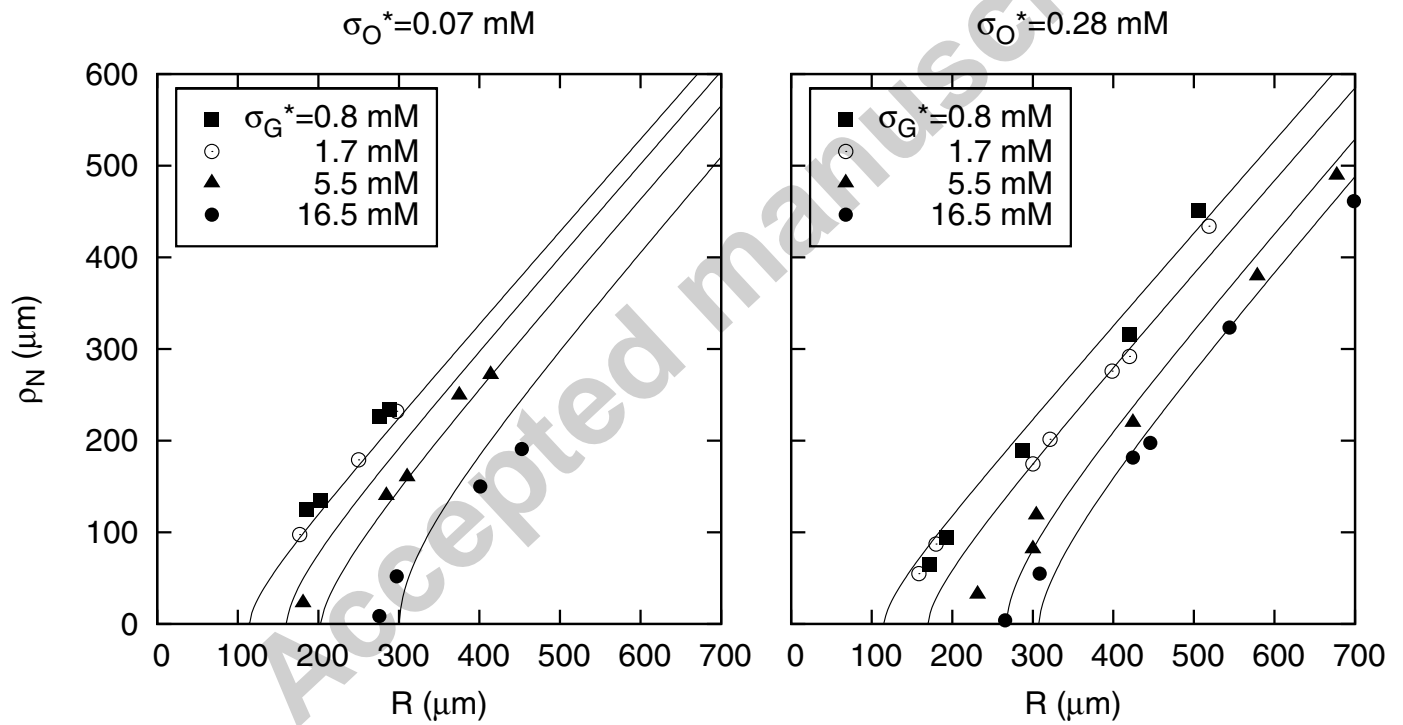 σO*=0.07 mM
σO*=0.28 mM
600
500
400
300
200
100
0
ρN (μm)
σG*=0.8 mM
1.7 mM
5.5 mM
16.5 mM
0 100 200 300 400 500 600 700
R (μm)
σG*=0.8 mM
1.7 mM
5.5 mM
16.5 mM
0 100 200 300 400 500 600 700
R (μm)
Accepted manuscri